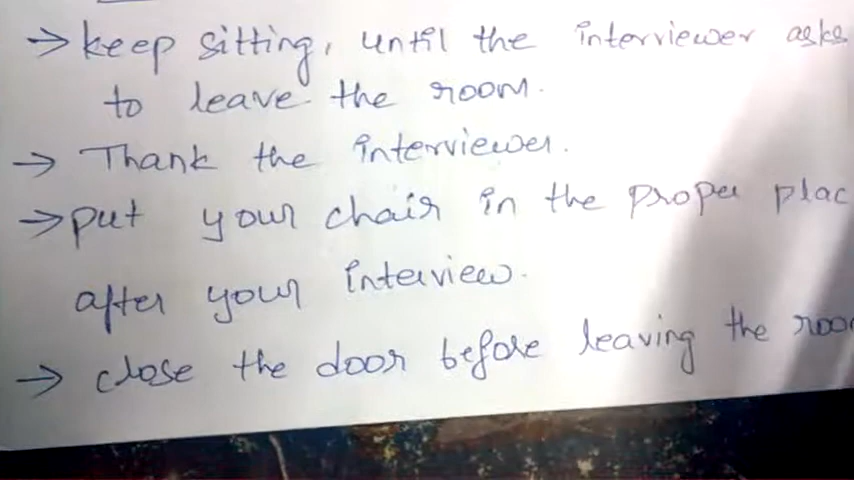 → keep sitting, until the interviewer asks
to leave the room.
→ Thank the interviewer.
→ put your chair in the proper plac
after your interview.
→ close the door before leaving the roo